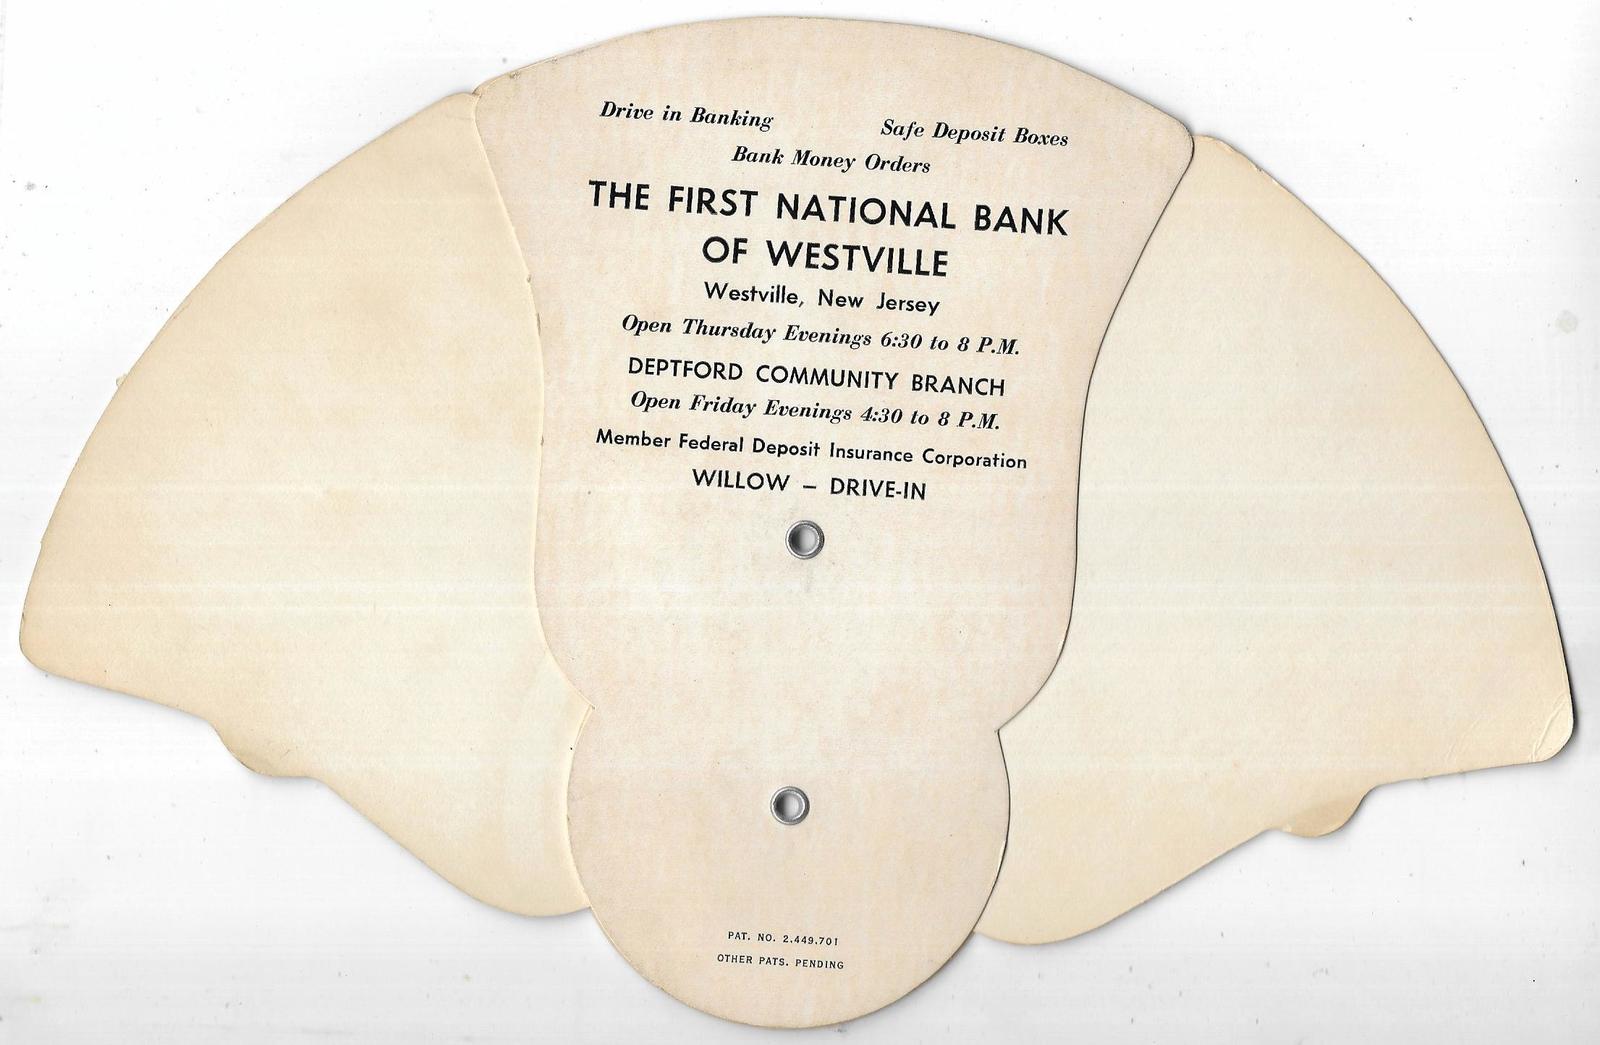 Drive in Banking Safe Deposit Boxes
Bank Money Orders
THE FIRST NATIONAL BANK
OF WESTVILLE
Westville, New Jersey
Open Thursday Evenings 6:30 to 8 P.M.
DEPTFORD COMMUNITY BRANCH
Open Friday Evenings 4:30 to 8 P.M.
Member Federal Deposit Insurance Corporation
WILLOW – DRIVE-IN
PAT. NO. 2.449.701
OTHER PATS. PENDING